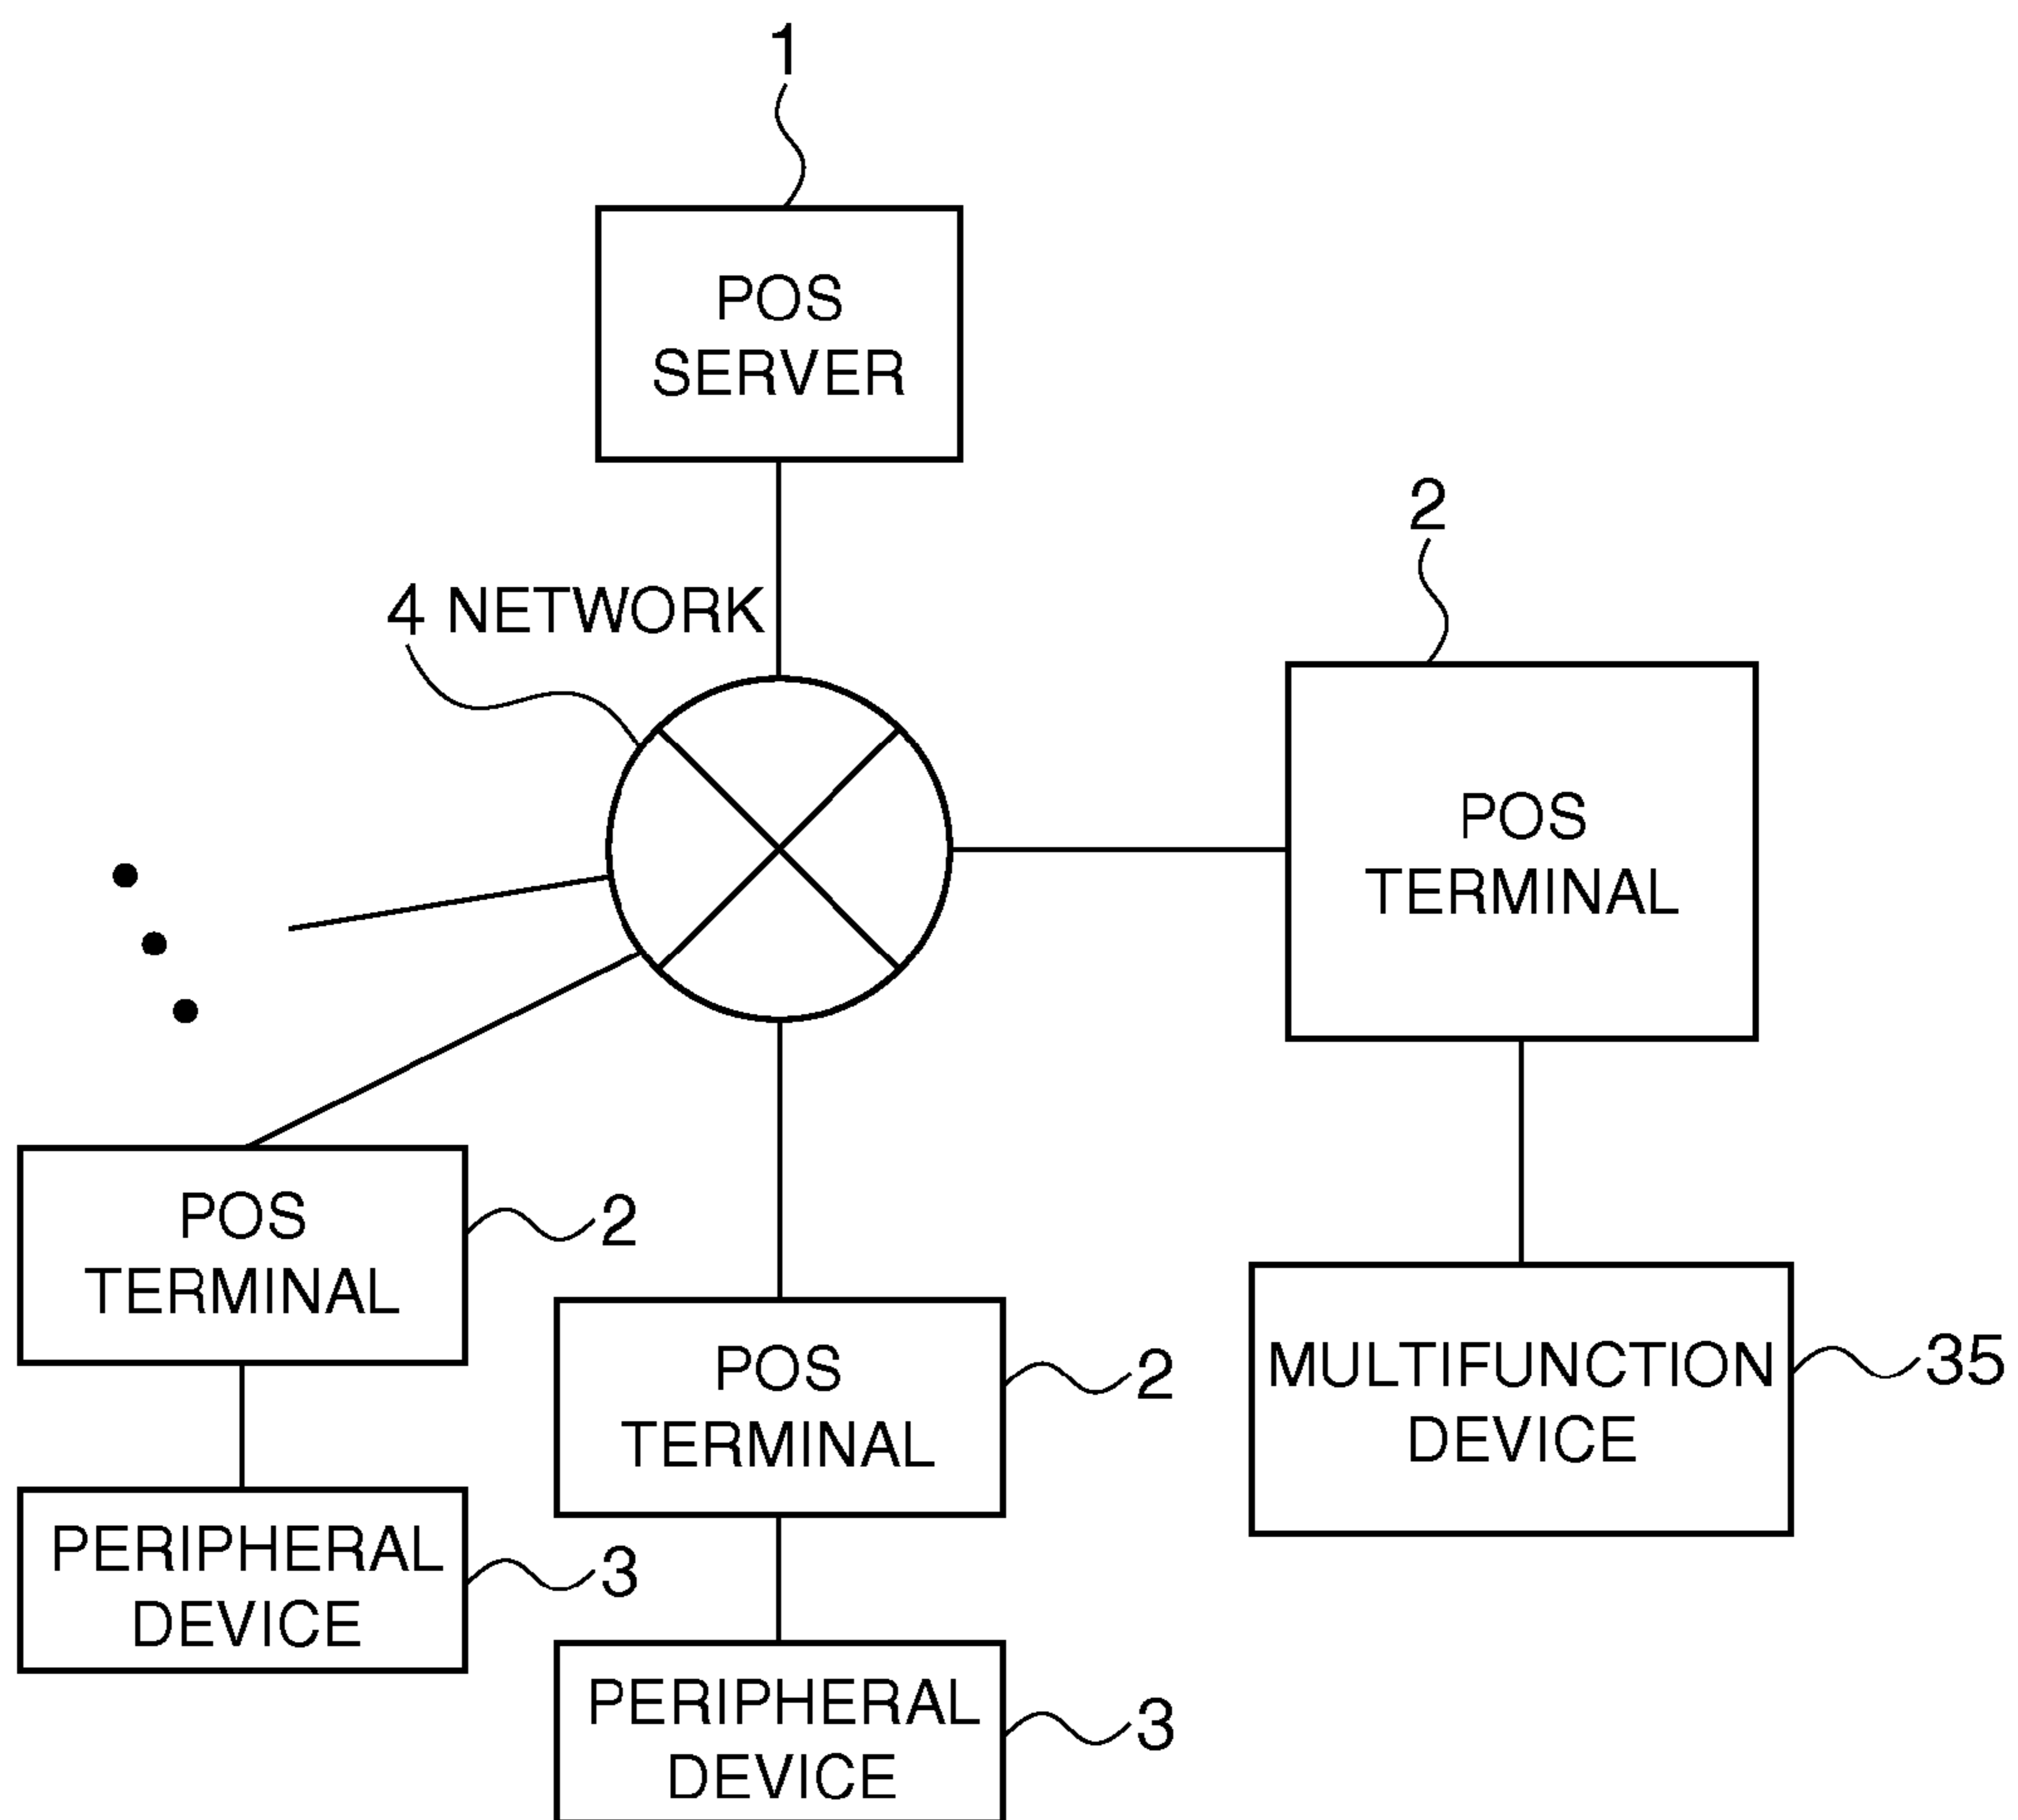 1
POS
SERVER
4 NETWORK
2
POS
TERMINAL
POS
TERMINAL
2
POS
TERMINAL
2
MULTIFUNCTION
DEVICE
35
PERIPHERAL
DEVICE
3
PERIPHERAL
DEVICE
3